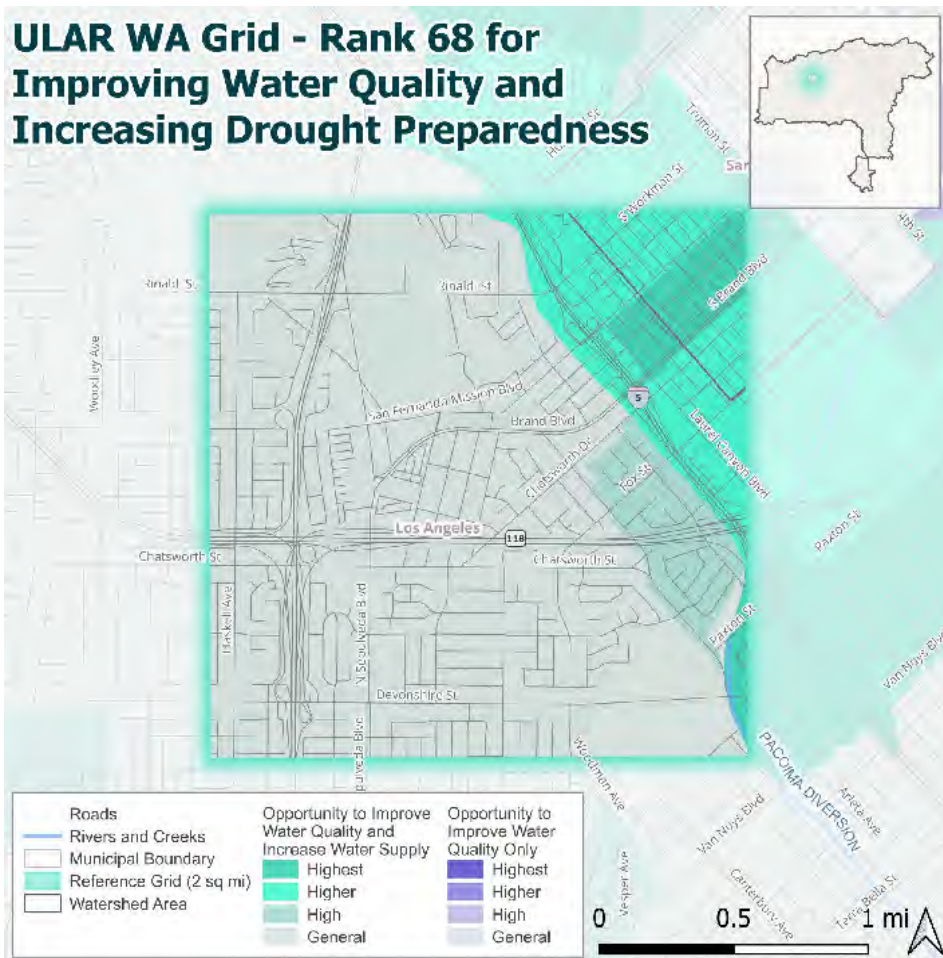 ULAR WA Grid - Rank 68 for
Improving Water Quality and
Increasing Drought Preparedness
Truman St
S Workman St
4th St
S Brand Blvd
Rinaldi St
Rinaldi St
Woodley Ave
San Fernando Mission Blvd
5
Brand Blvd
Laurel Canyon Blvd
Chatsworth Dr
Fox St
Los Angeles
118
Paxton St
Chatsworth St
Chatsworth St
Haskell Ave
N Sepulveda Blvd
Paxton St
Van Nuys Blvd
Devonshire St
Woodman Ave
PACOIMA DIVERSION
Arleta Ave
Van Nuys Blvd
Vesper Ave
Canterbury Ave
Terra Bella St
Roads
Rivers and Creeks
Municipal Boundary
Reference Grid (2 sq mi)
Watershed Area
Opportunity to Improve
Water Quality and
Increase Water Supply
Highest
Higher
High
General
Opportunity to
Improve Water
Quality Only
Highest
Higher
High
General
0 0.5 1 mi